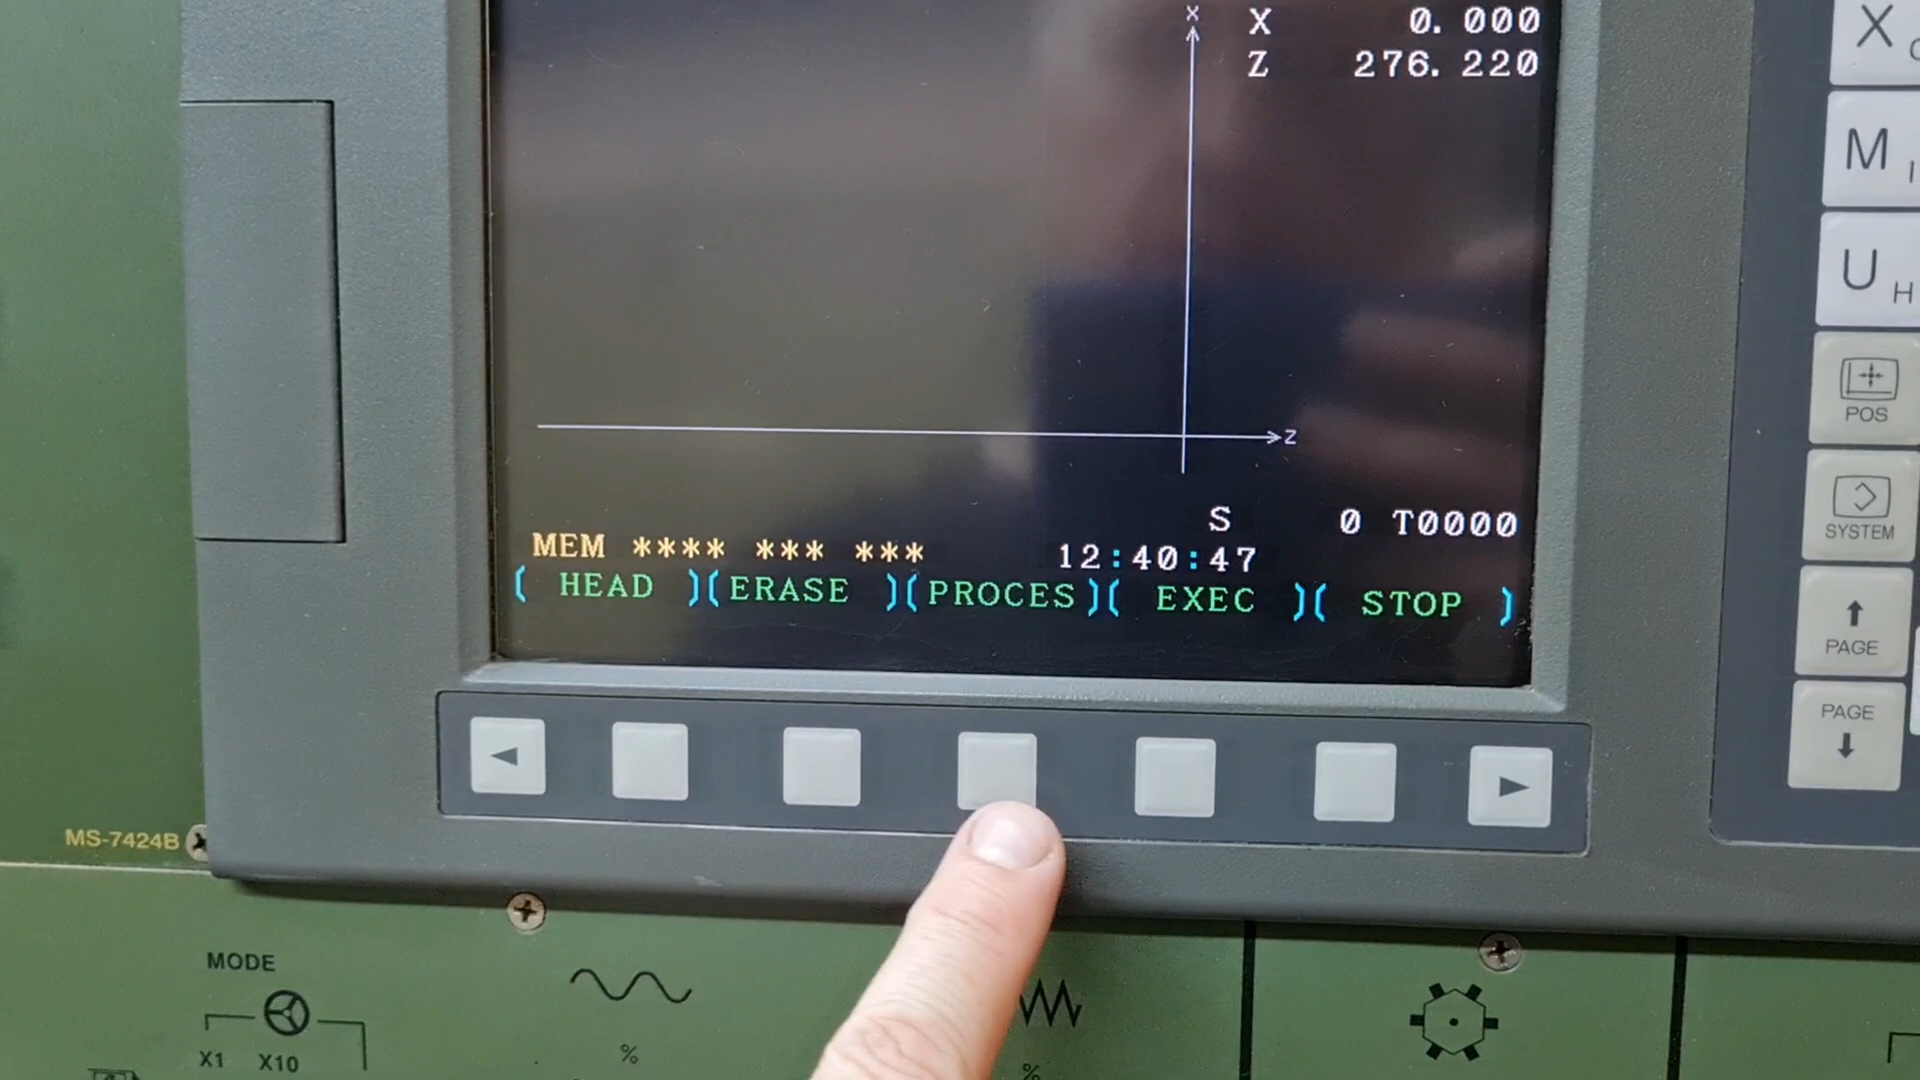 X
X 0. 000
Z 276. 220
Z
S 0 T0000
MEM **** *** *** 12:40:47
( HEAD )( ERASE )( PROCES )( EXEC )( STOP )
X
M I
U H
POS
SYSTEM
PAGE
PAGE
MS-7424B
MODE
X1 X10
%
%